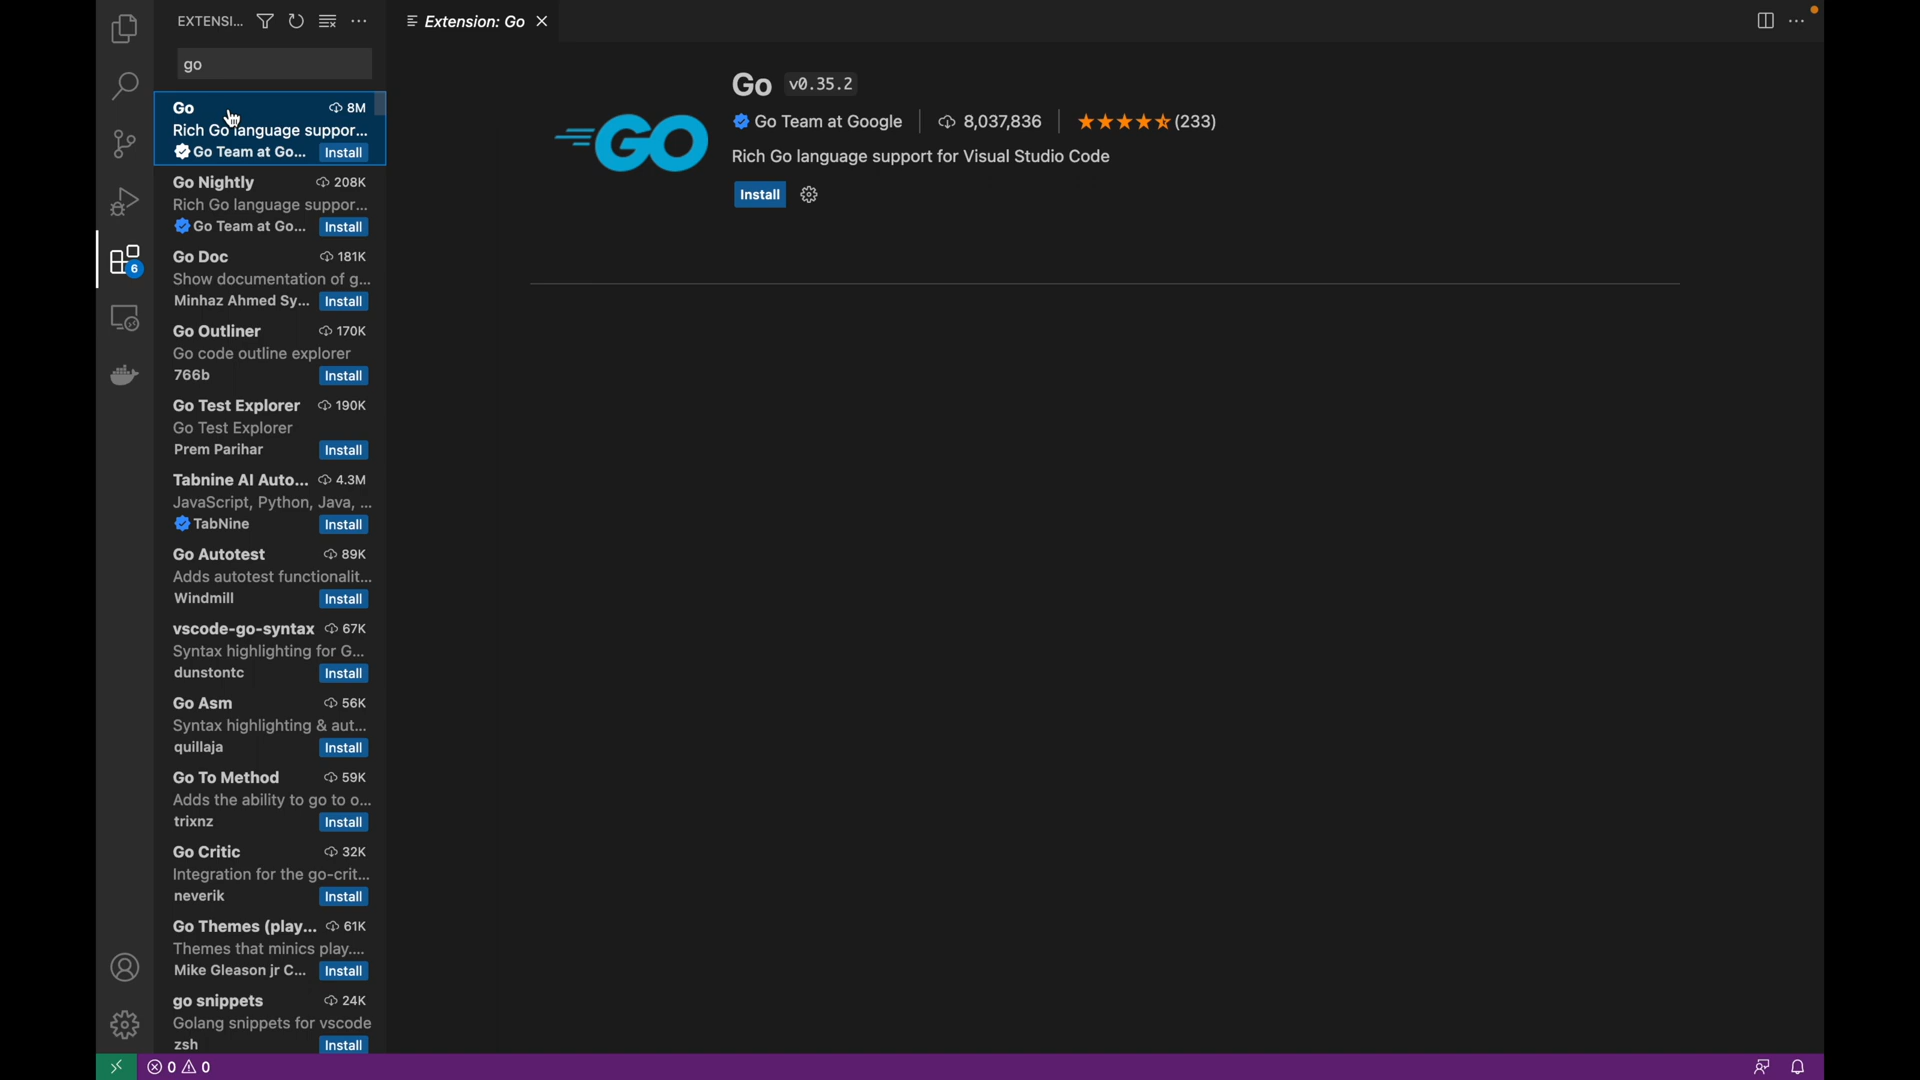 EXTENSI...
Extension: Go
go
Go 8M
Rich Go language suppor...
Go Team at Go... Install
Go Nightly 208K
Rich Go language suppor...
Go Team at Go... Install
Go Doc 181K
Show documentation of g...
Minhaz Ahmed Sy... Install
Go Outliner 170K
Go code outline explorer
766b Install
Go Test Explorer 190K
Go Test Explorer
Prem Parihar Install
Tabnine AI Auto... 4.3M
JavaScript, Python, Java, ...
TabNine Install
Go Autotest 89K
Adds autotest functionalit...
Windmill Install
vscode-go-syntax 67K
Syntax highlighting for G...
dunstontc Install
Go Asm 56K
Syntax highlighting & aut...
quillaja Install
Go To Method 59K
Adds the ability to go to o...
trixnz Install
Go Critic 32K
Integration for the go-crit...
neverik Install
Go Themes (play... 61K
Themes that minics play....
Mike Gleason jr C... Install
go snippets 24K
Golang snippets for vscode
zsh Install
6
GO
Go v0.35.2
Go Team at Google 8,037,836 (233)
Rich Go language support for Visual Studio Code
Install
0 0